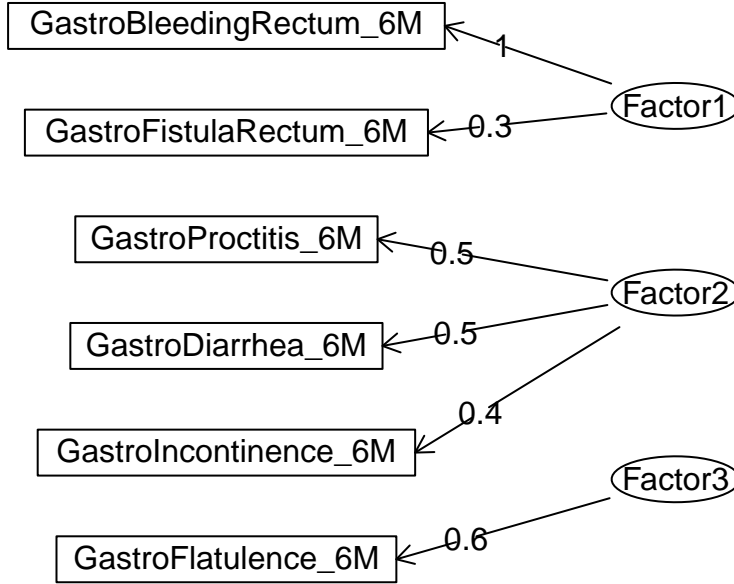 GastroBleedingRectum_6M
1
Factor1
GastroFistulaRectum_6M
0.3
GastroProctitis_6M
0.5
Factor2
GastroDiarrhea_6M
0.5
0.4
GastroIncontinence_6M
Factor3
0.6
GastroFlatulence_6M